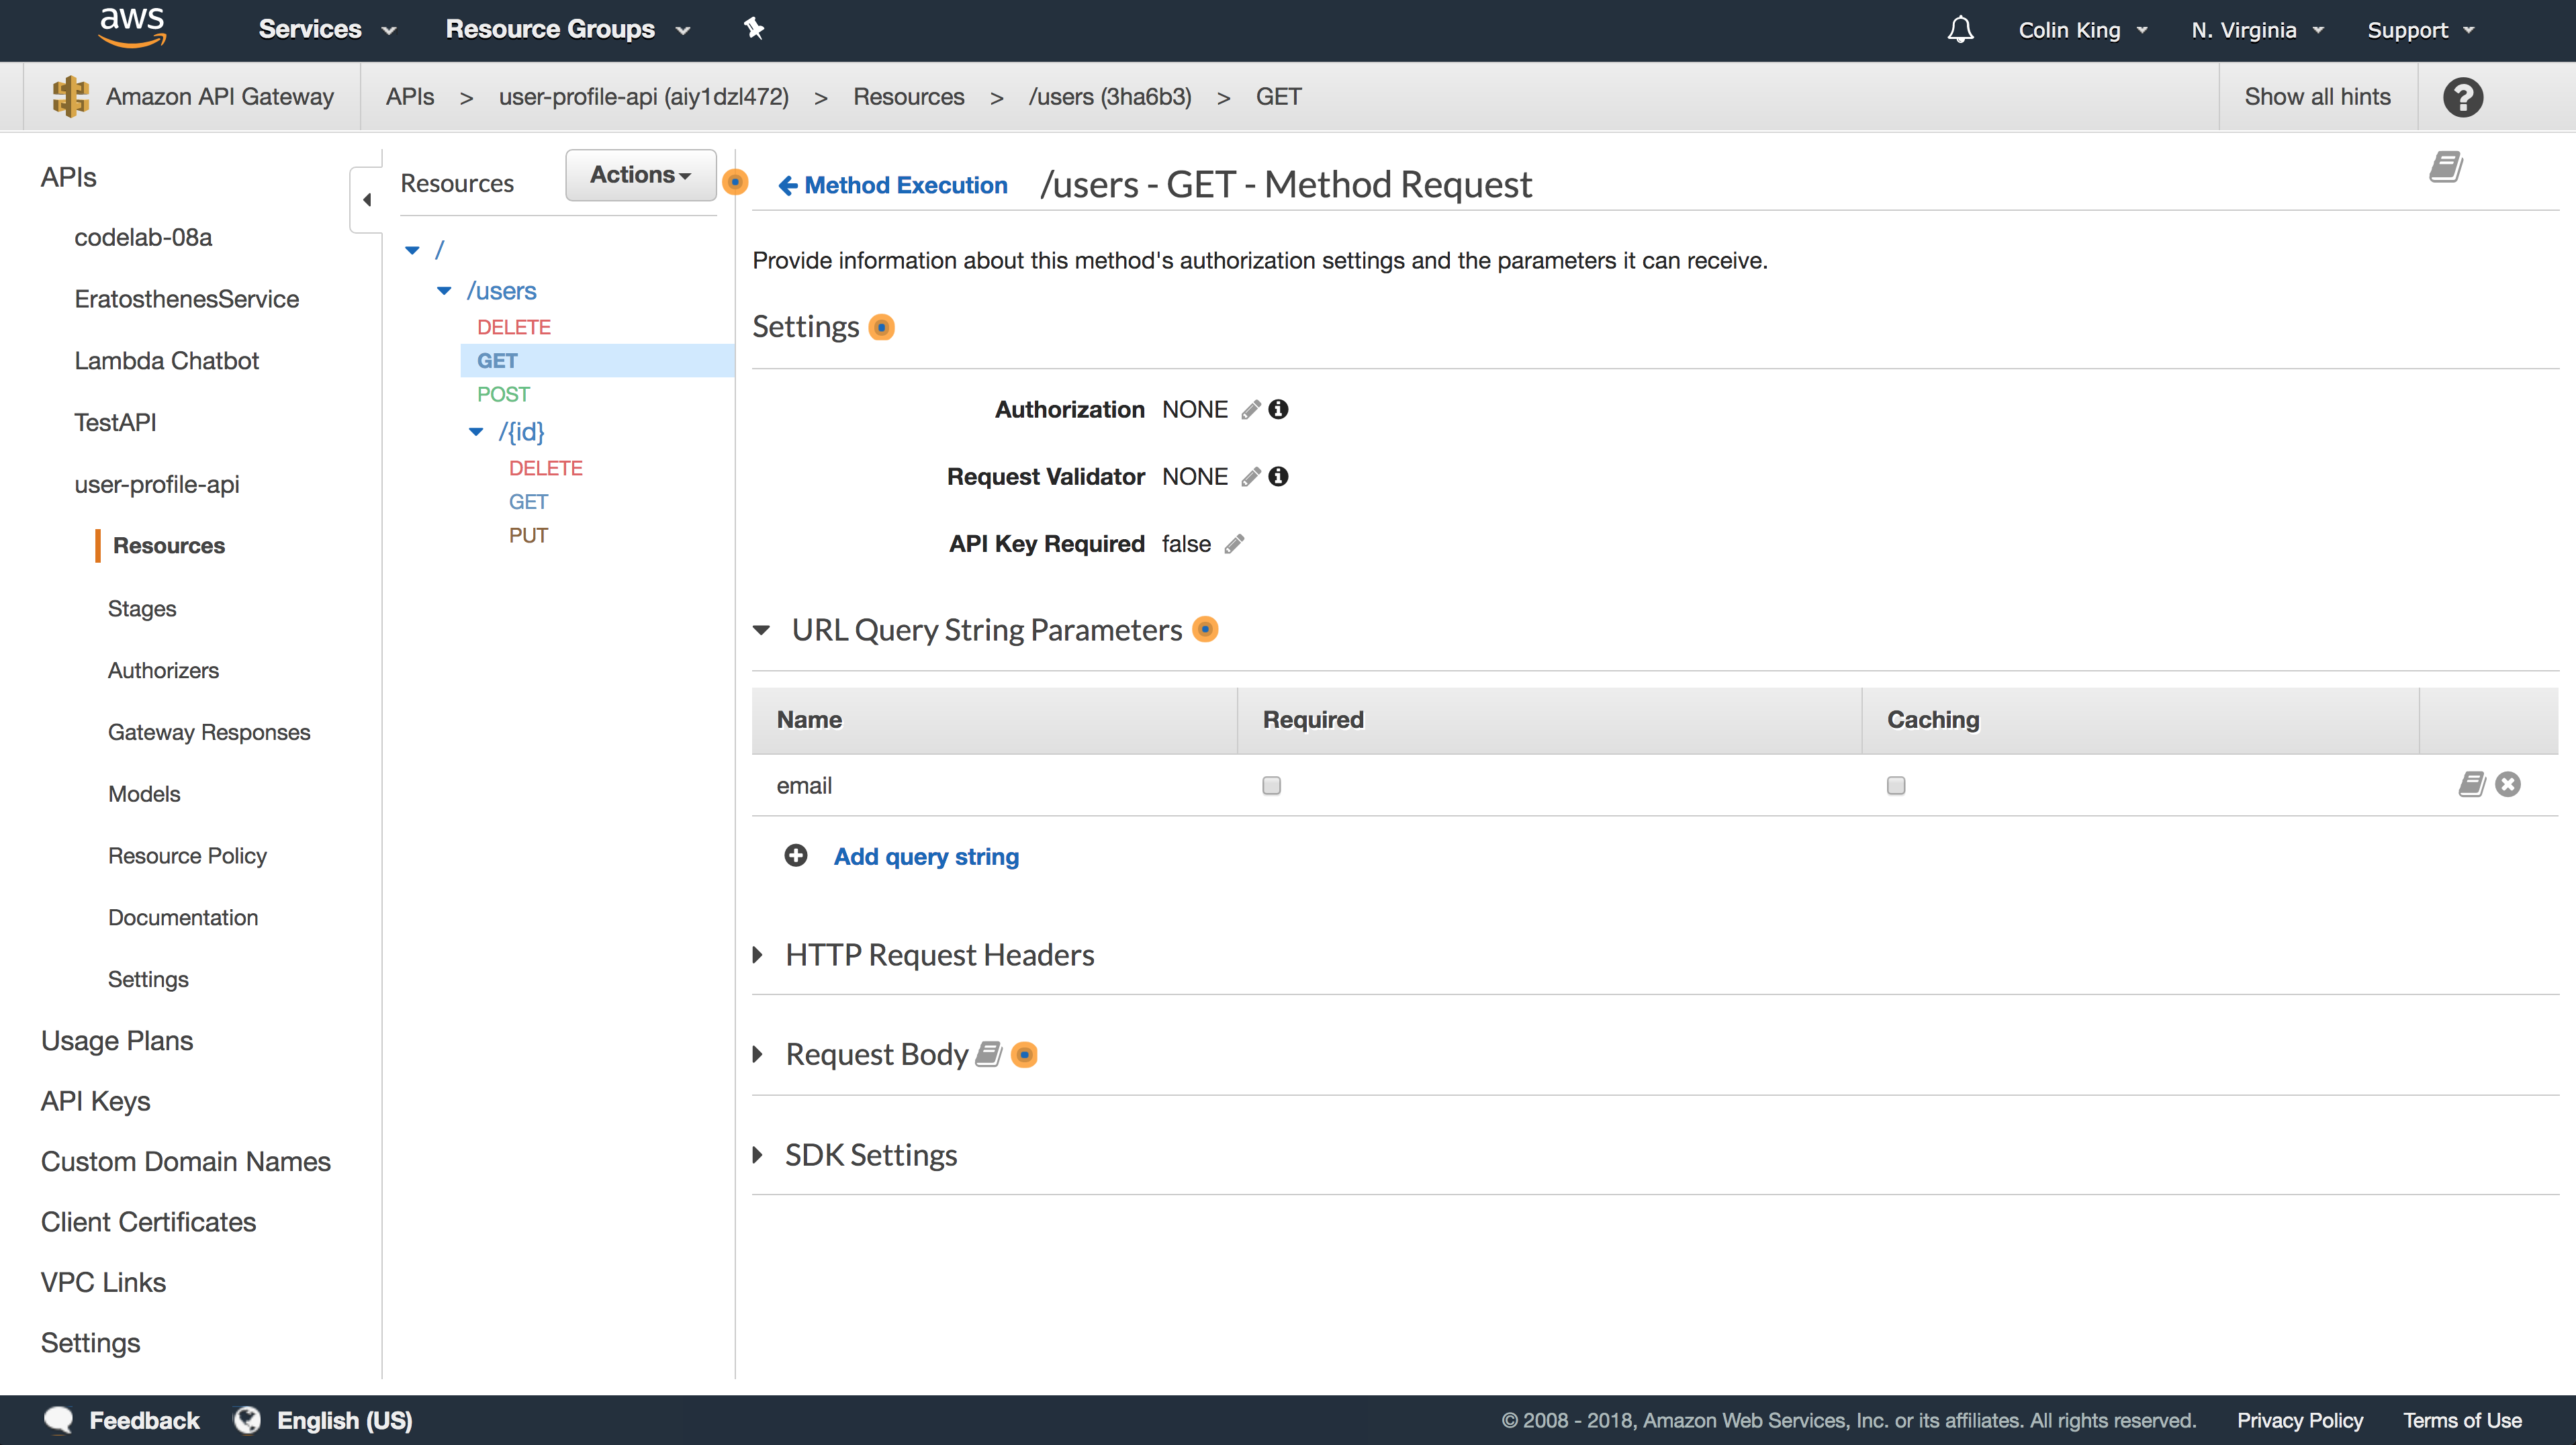 aws Services Resource Groups Colin King N. Virginia Support
Amazon API Gateway APIs > user-profile-api (aiy1dzl472) > Resources > /users (3ha6b3) > GET Show all hints ?
APIs
codelab-08a
EratosthenesService
Lambda Chatbot
TestAPI
user-profile-api
Resources
Stages
Authorizers
Gateway Responses
Models
Resource Policy
Documentation
Settings
Usage Plans
API Keys
Custom Domain Names
Client Certificates
VPC Links
Settings
Resources Actions
/
/users
DELETE
GET
POST
/{id}
DELETE
GET
PUT
Method Execution /users - GET - Method Request
Provide information about this method's authorization settings and the parameters it can receive.
Settings
Authorization NONE
Request Validator NONE
API Key Required false
URL Query String Parameters
Name Required Caching
email
Add query string
HTTP Request Headers
Request Body
SDK Settings
Feedback English (US) © 2008 - 2018, Amazon Web Services, Inc. or its affiliates. All rights reserved. Privacy Policy Terms of Use